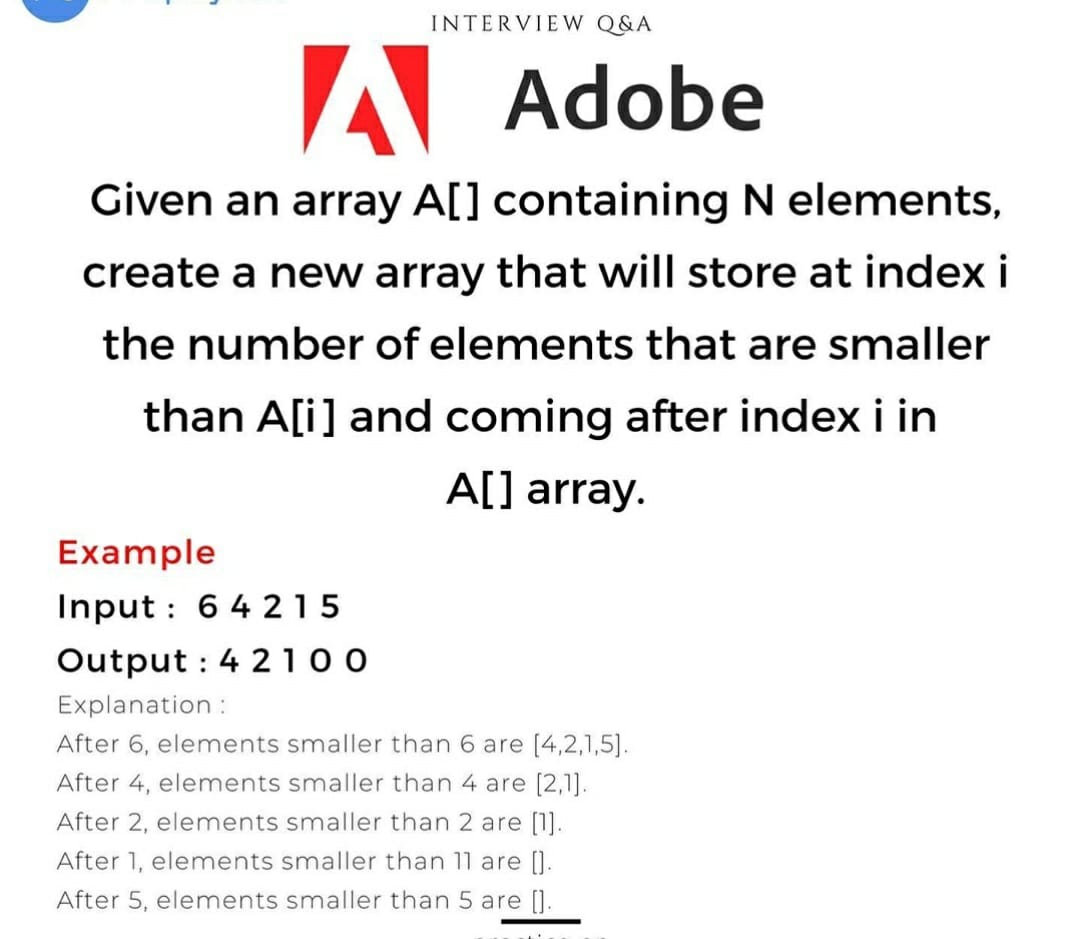 INTERVIEW Q&A
Adobe
Given an array A[] containing N elements,
create a new array that will store at index i
the number of elements that are smaller
than A[i] and coming after index i in
A[] array.
Example
Input : 6 4 2 1 5
Output : 4 2 1 0 0
Explanation :
After 6, elements smaller than 6 are [4,2,1,5].
After 4, elements smaller than 4 are [2,1].
After 2, elements smaller than 2 are [1].
After 1, elements smaller than 11 are [].
After 5, elements smaller than 5 are [].